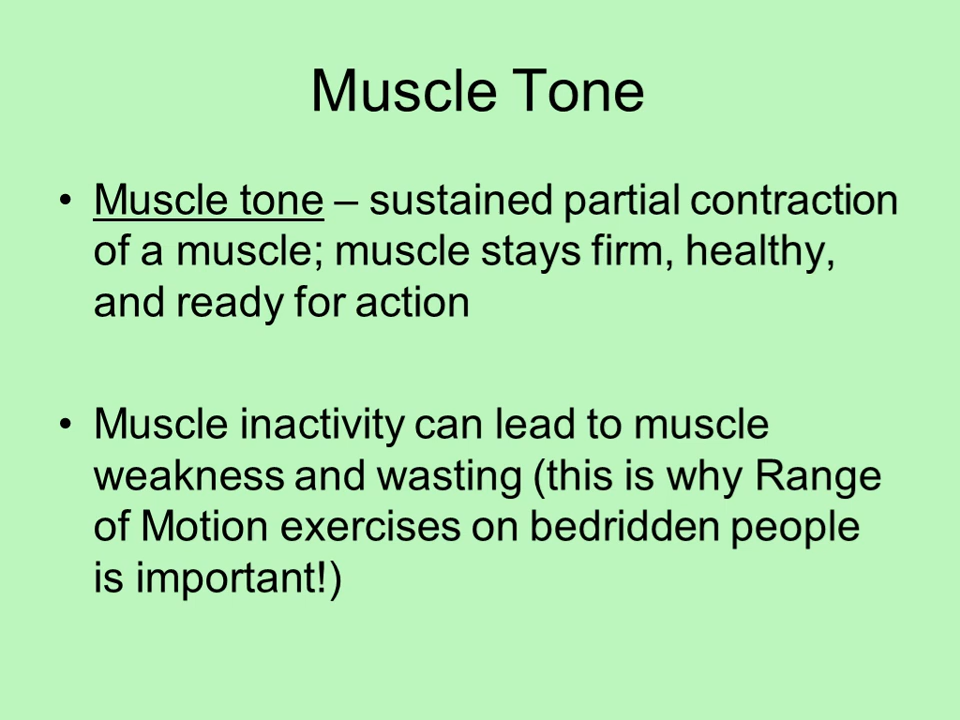 Muscle Tone
• Muscle tone – sustained partial contraction
of a muscle; muscle stays firm, healthy,
and ready for action
• Muscle inactivity can lead to muscle
weakness and wasting (this is why Range
of Motion exercises on bedridden people
is important!)